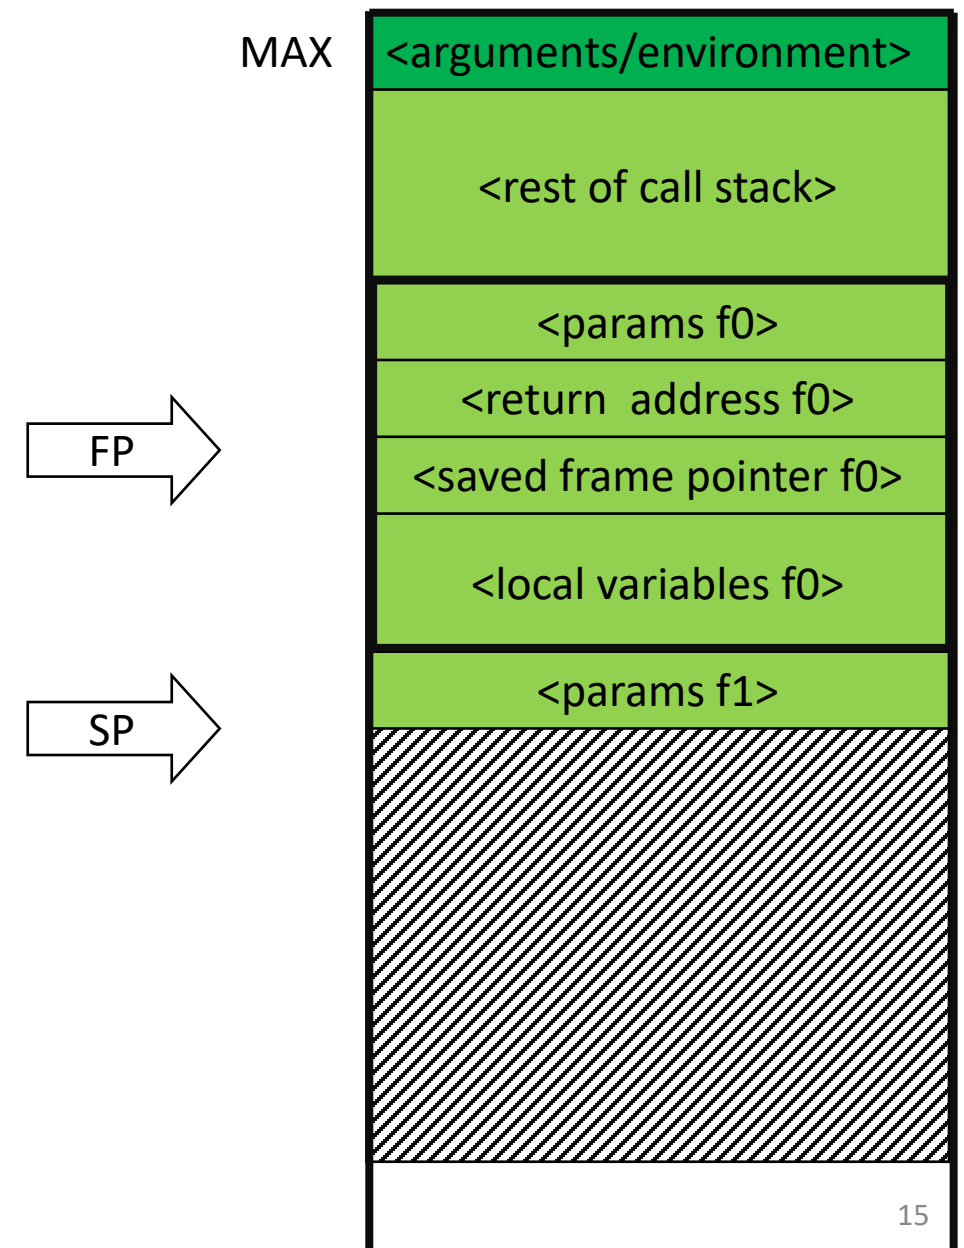 MAX
<arguments/environment>
<rest of call stack>
<params f0>
<return  address f0>
FP
<saved frame pointer f0>
<local variables f0>
<params f1>
SP
15